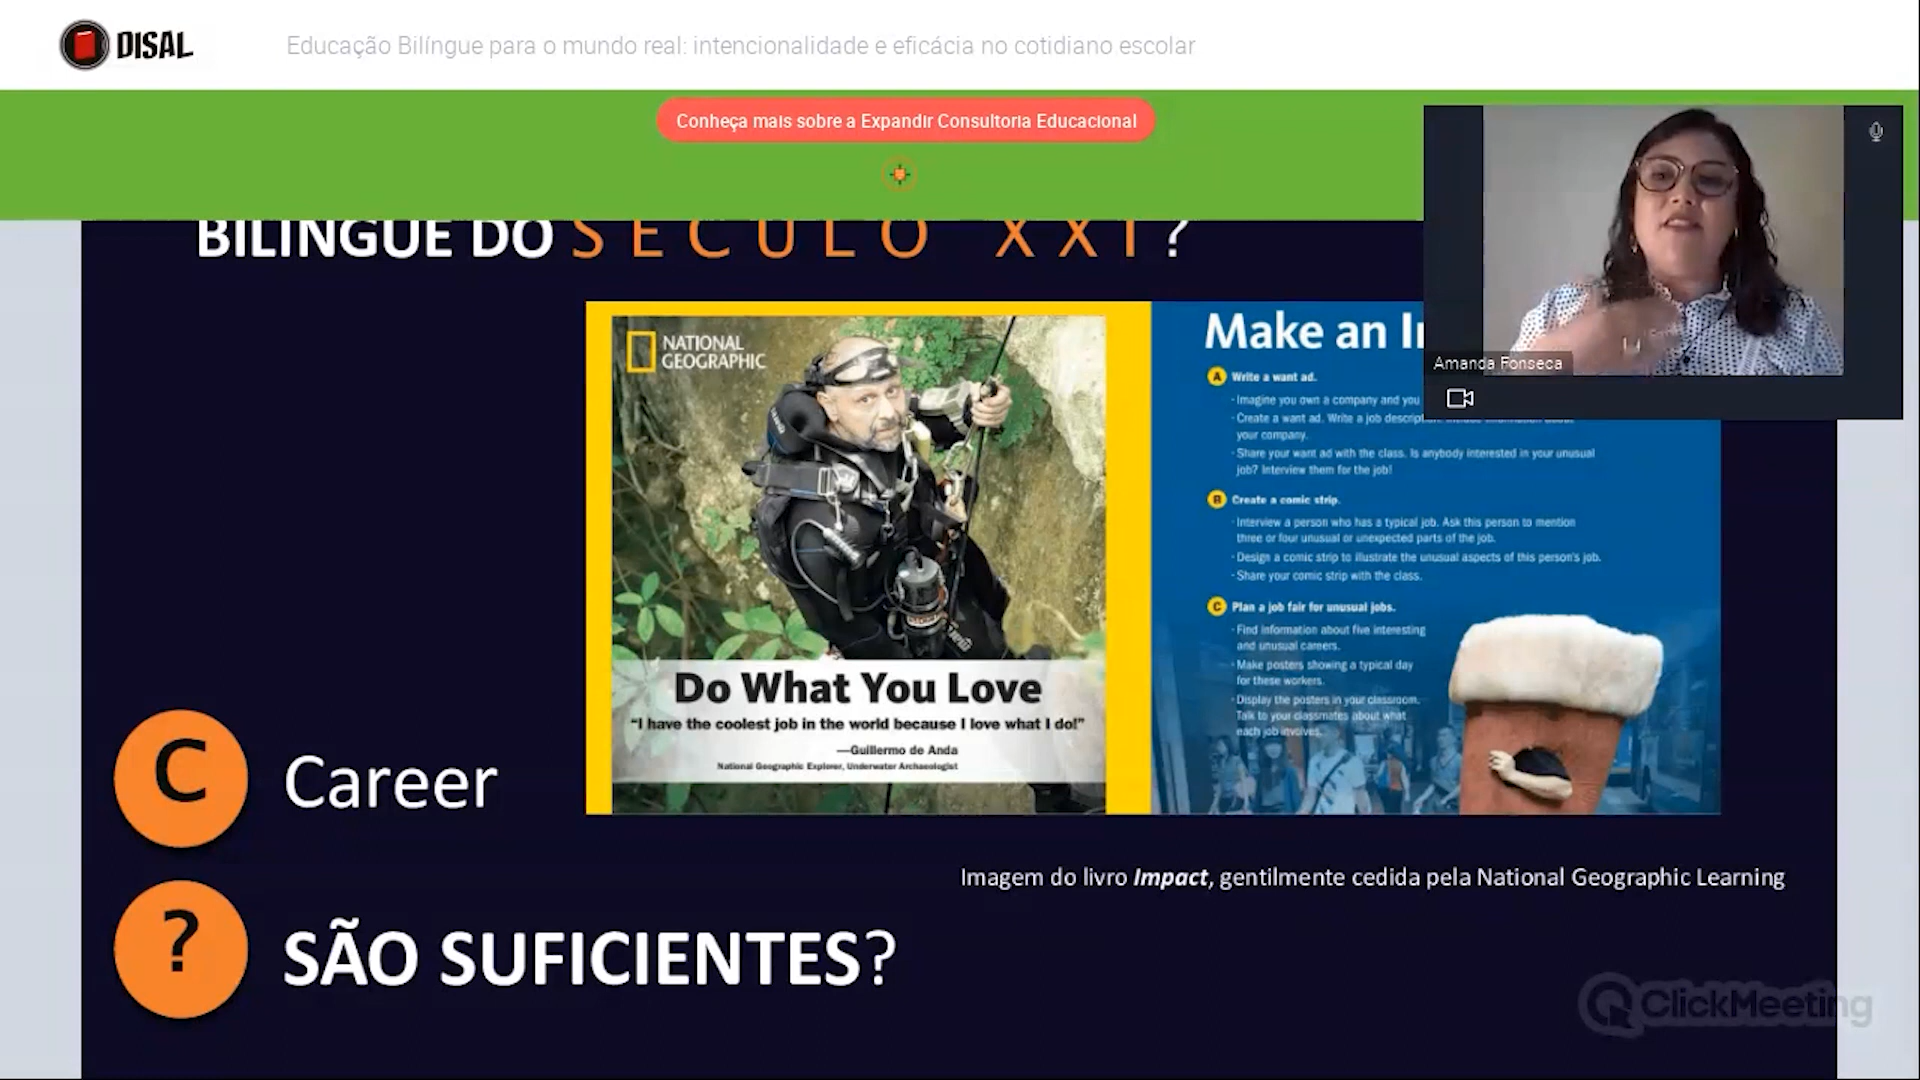 DISAL
Educação Bilíngue para o mundo real: intencionalidade e eficácia no cotidiano escolar
Conheça mais sobre a Expandir Consultoria Educacional
BILÍNGUE DO SÉCULO XXI?
NATIONAL
GEOGRAPHIC
Do What You Love
"I have the coolest job in the world because I love what I do!"
—Guillermo de Anda
National Geographic Explorer, Underwater Archaeologist
Make an
A Write a want ad.
- Imagine you own a company and you
- Create a want ad. Write a job
your company.
- Share your want ad with the class. Is anybody interested in your unusual
job? Interview them for the job!
B Create a comic strip.
- Interview a person who has a typical job. Ask this person to mention
three or four unusual or unexpected parts of the job.
- Design a comic strip to illustrate the unusual aspects of this person's job.
- Share your comic strip with the class.
C Plan a job fair for unusual jobs.
- Find information about five interesting
and unusual careers.
- Make posters showing a typical day
for these workers.
- Display the posters in your classroom.
Talk to your classmates about what
each job involves.
Amanda Fonseca
C Career
Imagem do livro Impact, gentilmente cedida pela National Geographic Learning
? SÃO SUFICIENTES?
ClickMeeting